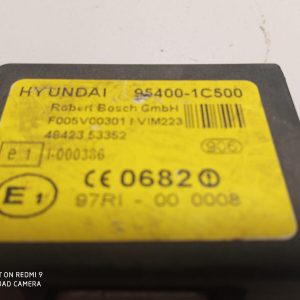 HYUNDAI 95400-1C500
Robert Bosch GmbH
F005V00301 I-VIM223
48423 53352
906
e1 I-000386
E1 CE 0682 !
97RI - 00 0008
SHOT ON REDMI 9
QUAD CAMERA